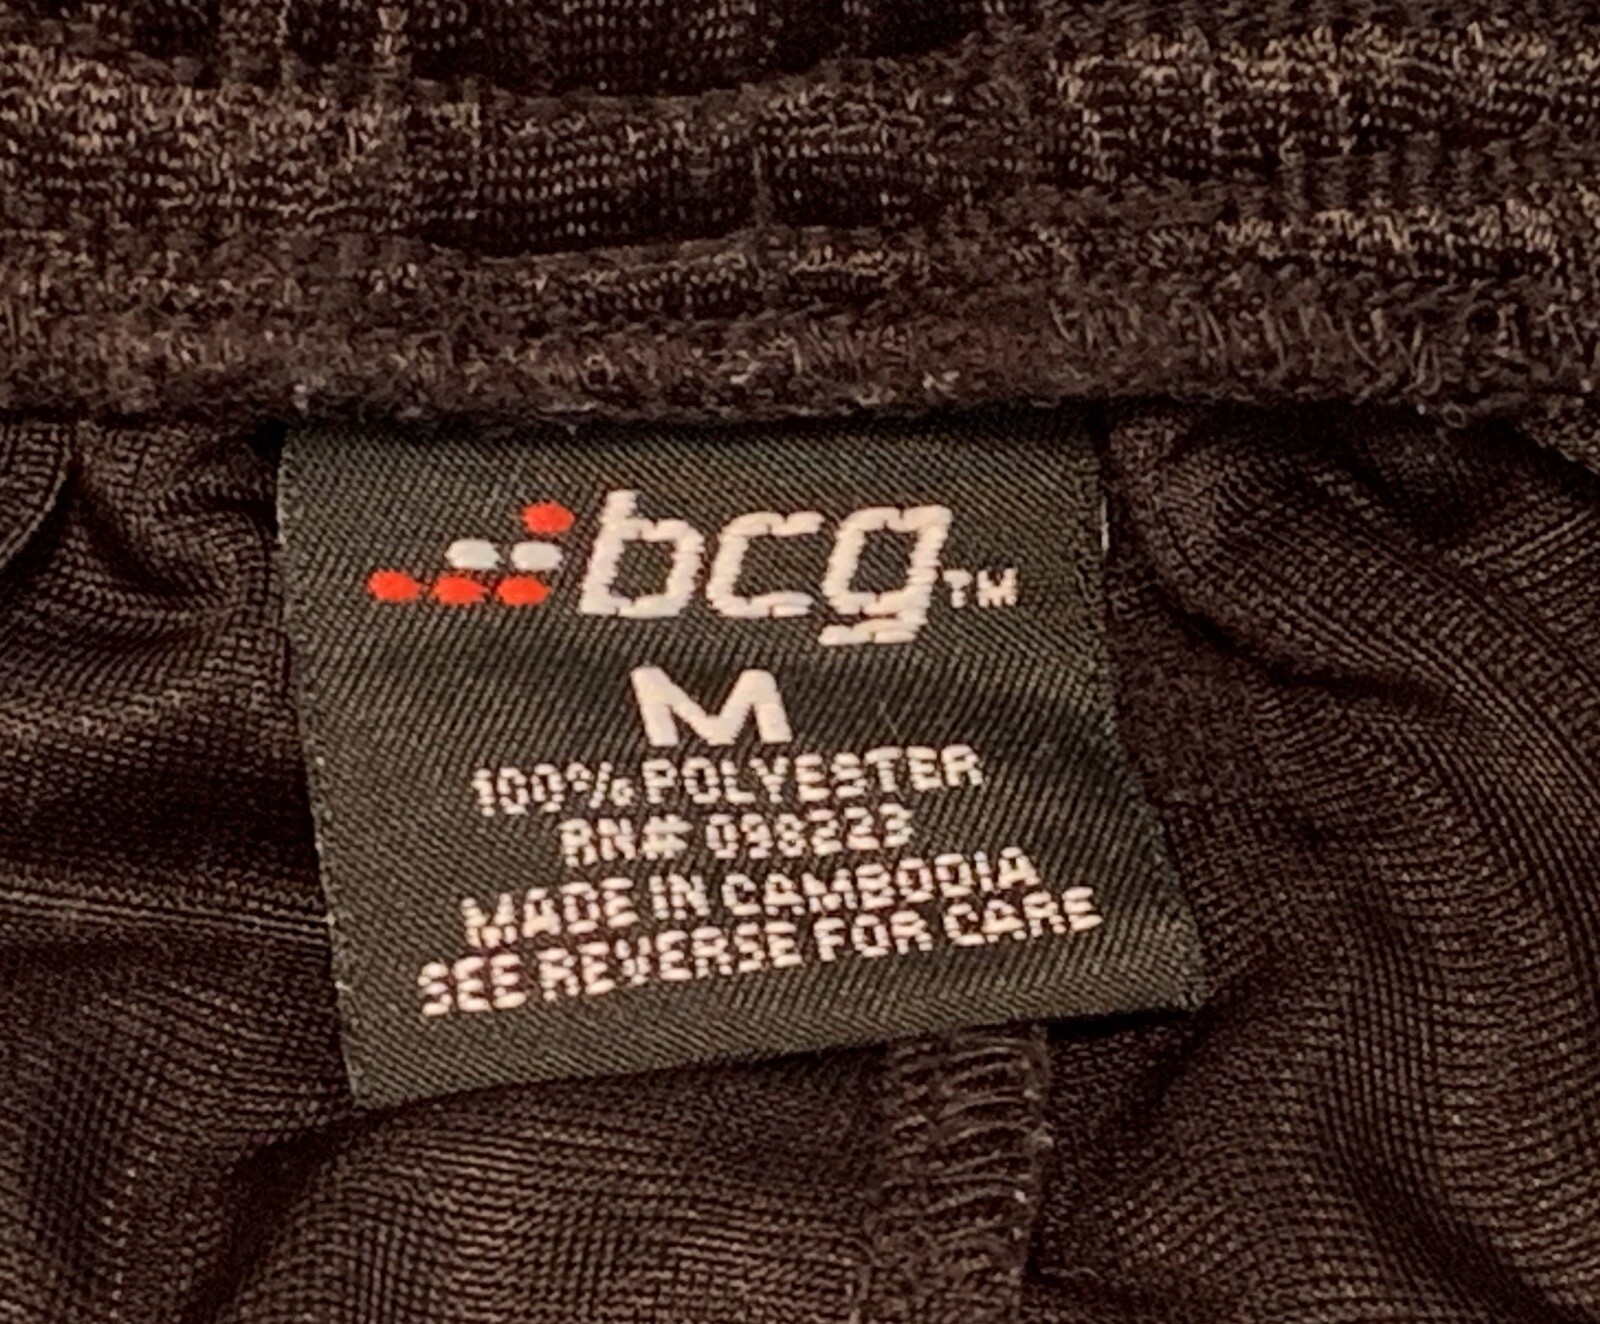 bcg™
M
100% POLYESTER
RN# 098223
MADE IN CAMBODIA
SEE REVERSE FOR CARE